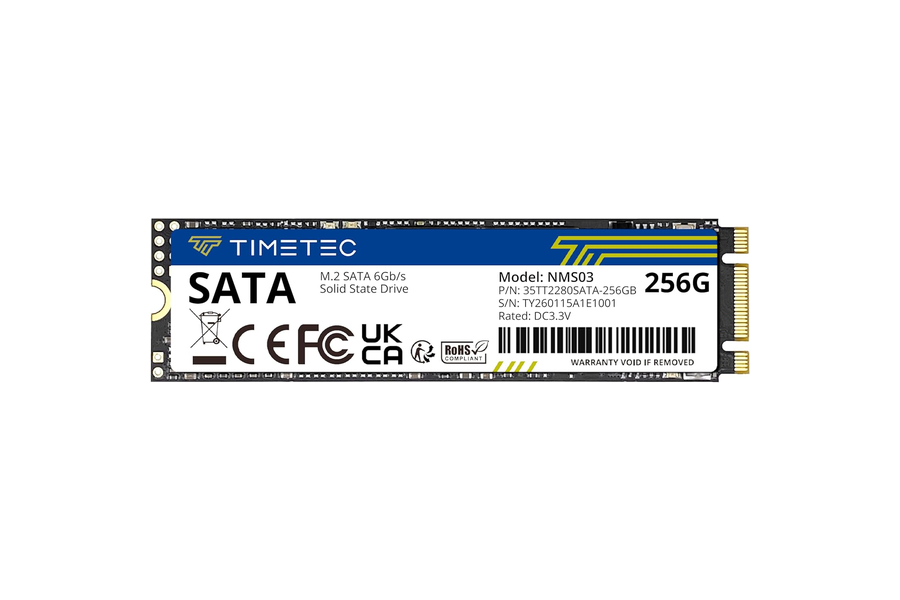 TIMETEC
SATA
M.2 SATA 6Gb/s
Solid State Drive
Model: NMS03
P/N: 35TT2280SATA-256GB
S/N: TY260115A1E1001
Rated: DC3.3V
256G
CE FC UK
CA
RoHS
COMPLIANT
WARRANTY VOID IF REMOVED